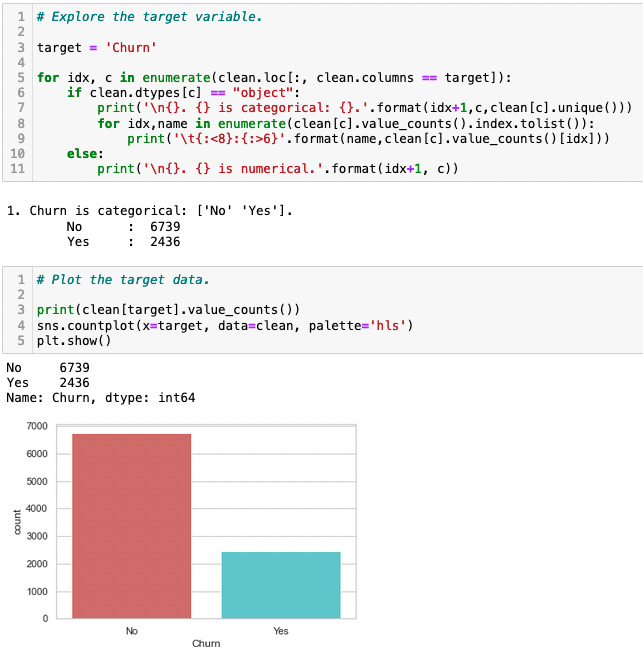 1 # Explore the target variable.
2
3 target = 'Churn'
4
5 for idx, c in enumerate(clean.loc[:, clean.columns == target]):
6     if clean.dtypes[c] == "object":
7         print('\n{}. {} is categorical: {}.'.format(idx+1,c,clean[c].unique()))
8         for idx,name in enumerate(clean[c].value_counts().index.tolist()):
9             print('\t{:<8}:{:>6}'.format(name,clean[c].value_counts()[idx]))
10     else:
11         print('\n{}. {} is numerical.'.format(idx+1, c))
1. Churn is categorical: ['No' 'Yes'].
No      :  6739
Yes     :  2436
1 # Plot the target data.
2
3 print(clean[target].value_counts())
4 sns.countplot(x=target, data=clean, palette='hls')
5 plt.show()
No     6739
Yes    2436
Name: Churn, dtype: int64
7000
6000
5000
4000
3000
2000
1000
0
count
No Yes
Churn